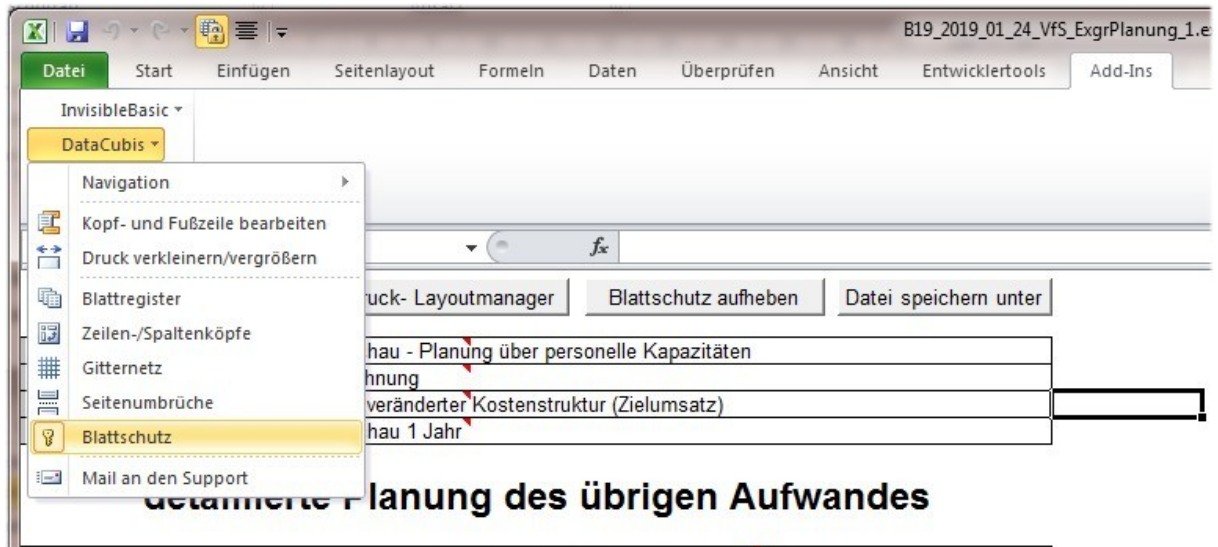 B19_2019_01_24_VfS_ExgrPlanung_1.e
Datei Start Einfügen Seitenlayout Formeln Daten Überprüfen Ansicht Entwicklertools Add-Ins
InvisibleBasic
DataCubis
Navigation
Kopf- und Fußzeile bearbeiten
Druck verkleinern/vergrößern
Blattregister
Zeilen-/Spaltenköpfe
Gitternetz
Seitenumbrüche
Blattschutz
Mail an den Support
fx
ruck- Layoutmanager Blattschutz aufheben Datei speichern unter
hau - Planung über personelle Kapazitäten
hnung
veränderter Kostenstruktur (Zielumsatz)
hau 1 Jahr
detaillierte Planung des übrigen Aufwandes